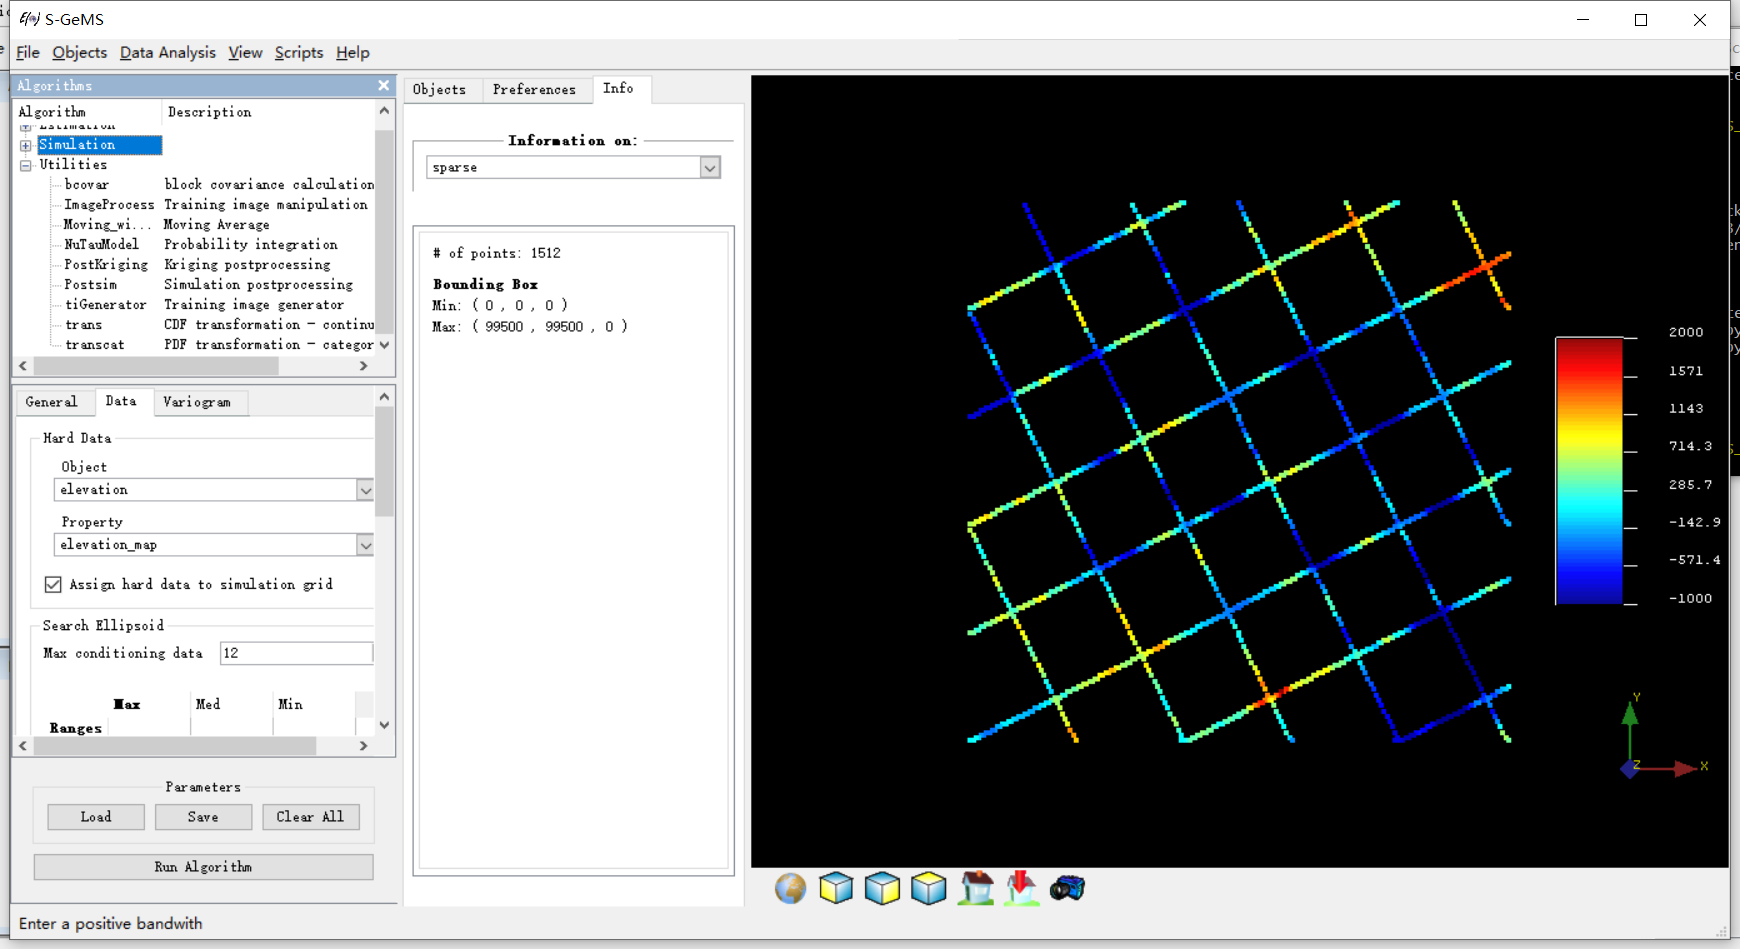 S-GeMS
File Objects Data Analysis View Scripts Help
Algorithms
Algorithm Description
Estimation
Simulation
Utilities
bcovar block covariance calculation
ImageProcess Training image manipulation
Moving_wi... Moving Average
NuTauModel Probability integration
PostKriging Kriging postprocessing
Postsim Simulation postprocessing
tiGenerator Training image generator
trans CDF transformation - continu
transcat PDF transformation - categor
General Data Variogram
Hard Data
Object
elevation
Property
elevation_map
Assign hard data to simulation grid
Search Ellipsoid
Max conditioning data 12
Max Med Min
Ranges
Parameters
Load Save Clear All
Run Algorithm
Enter a positive bandwith
Objects Preferences Info
Information on:
sparse
# of points: 1512
Bounding Box
Min: ( 0 , 0 , 0 )
Max: ( 99500 , 99500 , 0 )
2000
1571
1143
714.3
285.7
-142.9
-571.4
-1000
Y
Z
X